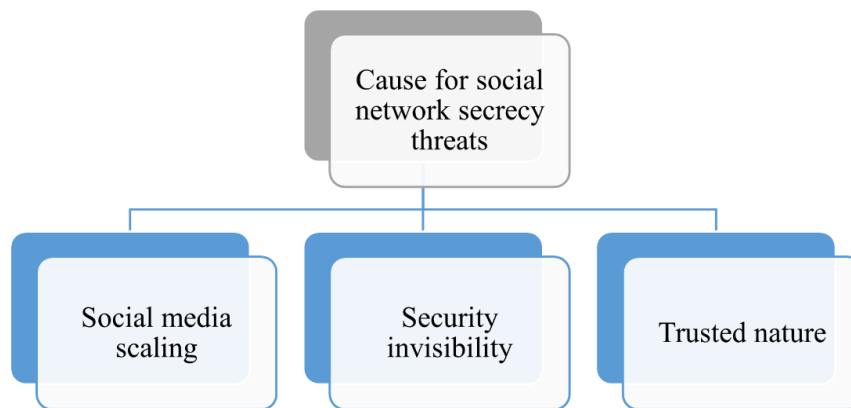 Cause for social
network secrecy
threats
Social media
scaling
Security
invisibility
Trusted nature